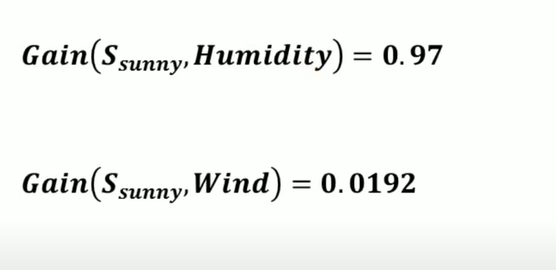 Gain(S_sunny, Humidity) = 0.97
Gain(S_sunny, Wind) = 0.0192